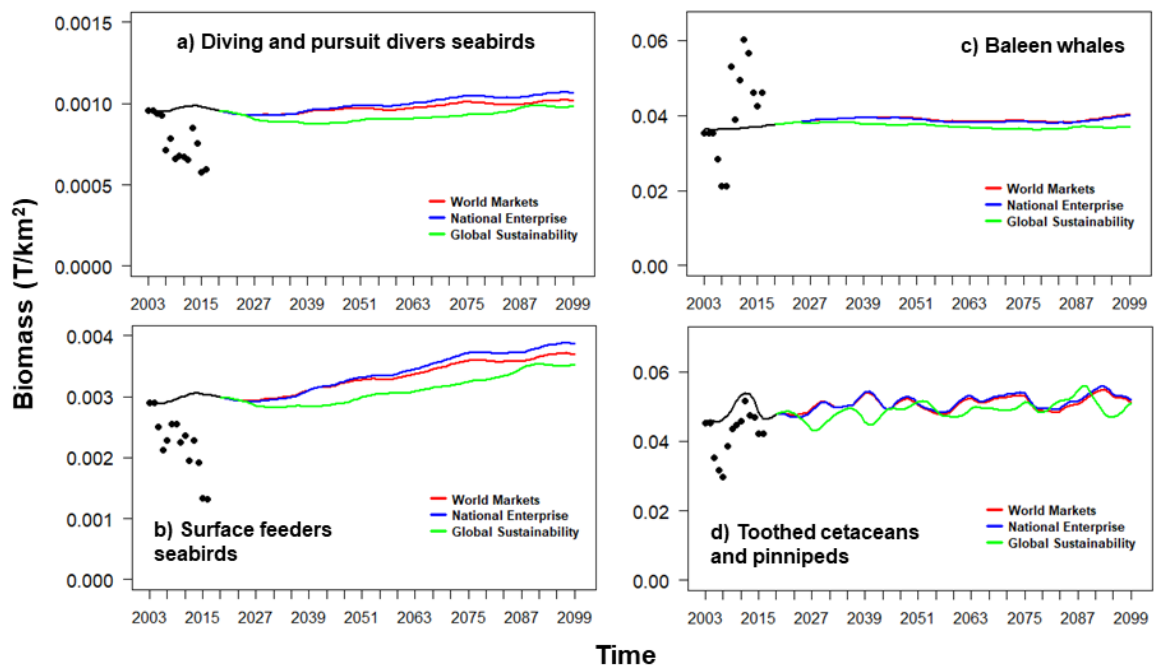 Biomass (T/km²)
a) Diving and pursuit divers seabirds
0.0015
0.0010
0.0005
0.0000
World Markets
National Enterprise
Global Sustainability
2003 2015 2027 2039 2051 2063 2075 2087 2099
c) Baleen whales
0.06
0.04
0.02
0.00
World Markets
National Enterprise
Global Sustainability
2003 2015 2027 2039 2051 2063 2075 2087 2099
0.004
0.003
0.002
0.001
0.000
World Markets
National Enterprise
Global Sustainability
b) Surface feeders
seabirds
2003 2015 2027 2039 2051 2063 2075 2087 2099
0.06
0.04
0.02
0.00
World Markets
National Enterprise
Global Sustainability
d) Toothed cetaceans
and pinnipeds
2003 2015 2027 2039 2051 2063 2075 2087 2099
Time